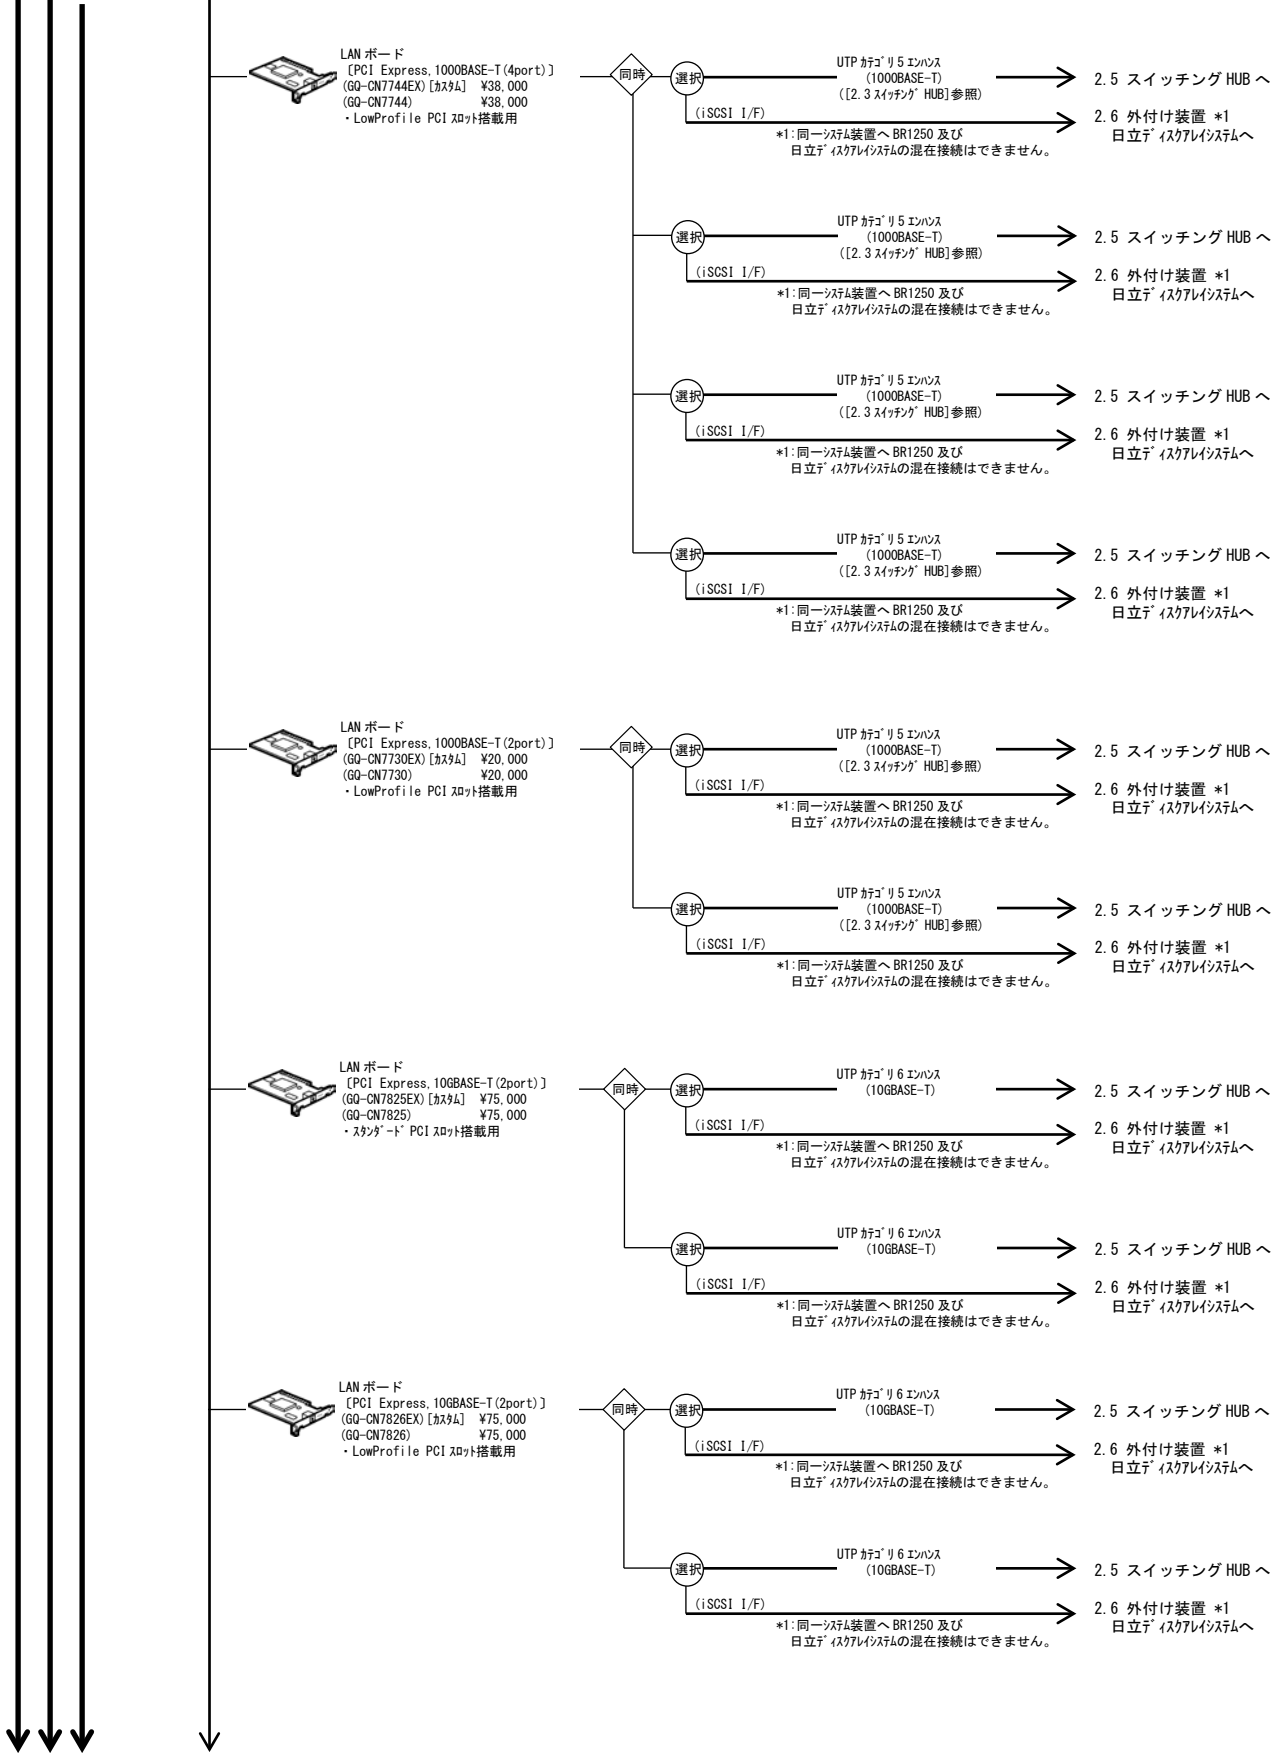 LAN ボード
〔PCI Express,1000BASE-T(4port)〕
(GQ-CN7744EX)[ｶｽﾀﾑ] ¥38,000
(GQ-CN7744) ¥38,000
・LowProfile PCI ｽﾛｯﾄ搭載用
同時
選択
UTP ｶﾃｺﾞﾘ 5 ｴﾝﾊﾝｽ
(1000BASE-T)
([2.3 ｽｲｯﾁﾝｸﾞ HUB]参照)
2.5 スイッチング HUB へ
(iSCSI I/F)
*1:同一ｼｽﾃﾑ装置へ BR1250 及び
日立ﾃﾞｨｽｸｱﾚｲｼｽﾃﾑの混在接続はできません。
2.6 外付け装置 *1
日立ﾃﾞｨｽｸｱﾚｲｼｽﾃﾑへ
選択
UTP ｶﾃｺﾞﾘ 5 ｴﾝﾊﾝｽ
(1000BASE-T)
([2.3 ｽｲｯﾁﾝｸﾞ HUB]参照)
2.5 スイッチング HUB へ
(iSCSI I/F)
*1:同一ｼｽﾃﾑ装置へ BR1250 及び
日立ﾃﾞｨｽｸｱﾚｲｼｽﾃﾑの混在接続はできません。
2.6 外付け装置 *1
日立ﾃﾞｨｽｸｱﾚｲｼｽﾃﾑへ
選択
UTP ｶﾃｺﾞﾘ 5 ｴﾝﾊﾝｽ
(1000BASE-T)
([2.3 ｽｲｯﾁﾝｸﾞ HUB]参照)
2.5 スイッチング HUB へ
(iSCSI I/F)
*1:同一ｼｽﾃﾑ装置へ BR1250 及び
日立ﾃﾞｨｽｸｱﾚｲｼｽﾃﾑの混在接続はできません。
2.6 外付け装置 *1
日立ﾃﾞｨｽｸｱﾚｲｼｽﾃﾑへ
選択
UTP ｶﾃｺﾞﾘ 5 ｴﾝﾊﾝｽ
(1000BASE-T)
([2.3 ｽｲｯﾁﾝｸﾞ HUB]参照)
2.5 スイッチング HUB へ
(iSCSI I/F)
*1:同一ｼｽﾃﾑ装置へ BR1250 及び
日立ﾃﾞｨｽｸｱﾚｲｼｽﾃﾑの混在接続はできません。
2.6 外付け装置 *1
日立ﾃﾞｨｽｸｱﾚｲｼｽﾃﾑへ
LAN ボード
〔PCI Express,1000BASE-T(2port)〕
(GQ-CN7730EX)[ｶｽﾀﾑ] ¥20,000
(GQ-CN7730) ¥20,000
・LowProfile PCI ｽﾛｯﾄ搭載用
同時
選択
UTP ｶﾃｺﾞﾘ 5 ｴﾝﾊﾝｽ
(1000BASE-T)
([2.3 ｽｲｯﾁﾝｸﾞ HUB]参照)
2.5 スイッチング HUB へ
(iSCSI I/F)
*1:同一ｼｽﾃﾑ装置へ BR1250 及び
日立ﾃﾞｨｽｸｱﾚｲｼｽﾃﾑの混在接続はできません。
2.6 外付け装置 *1
日立ﾃﾞｨｽｸｱﾚｲｼｽﾃﾑへ
選択
UTP ｶﾃｺﾞﾘ 5 ｴﾝﾊﾝｽ
(1000BASE-T)
([2.3 ｽｲｯﾁﾝｸﾞ HUB]参照)
2.5 スイッチング HUB へ
(iSCSI I/F)
*1:同一ｼｽﾃﾑ装置へ BR1250 及び
日立ﾃﾞｨｽｸｱﾚｲｼｽﾃﾑの混在接続はできません。
2.6 外付け装置 *1
日立ﾃﾞｨｽｸｱﾚｲｼｽﾃﾑへ
LAN ボード
〔PCI Express,10GBASE-T(2port)〕
(GQ-CN7825EX)[ｶｽﾀﾑ] ¥75,000
(GQ-CN7825) ¥75,000
・ｽﾀﾝﾀﾞｰﾄﾞ PCI ｽﾛｯﾄ搭載用
同時
選択
UTP ｶﾃｺﾞﾘ 6 ｴﾝﾊﾝｽ
(10GBASE-T)
2.5 スイッチング HUB へ
(iSCSI I/F)
*1:同一ｼｽﾃﾑ装置へ BR1250 及び
日立ﾃﾞｨｽｸｱﾚｲｼｽﾃﾑの混在接続はできません。
2.6 外付け装置 *1
日立ﾃﾞｨｽｸｱﾚｲｼｽﾃﾑへ
選択
UTP ｶﾃｺﾞﾘ 6 ｴﾝﾊﾝｽ
(10GBASE-T)
2.5 スイッチング HUB へ
(iSCSI I/F)
*1:同一ｼｽﾃﾑ装置へ BR1250 及び
日立ﾃﾞｨｽｸｱﾚｲｼｽﾃﾑの混在接続はできません。
2.6 外付け装置 *1
日立ﾃﾞｨｽｸｱﾚｲｼｽﾃﾑへ
LAN ボード
〔PCI Express,10GBASE-T(2port)〕
(GQ-CN7826EX)[ｶｽﾀﾑ] ¥75,000
(GQ-CN7826) ¥75,000
・LowProfile PCI ｽﾛｯﾄ搭載用
同時
選択
UTP ｶﾃｺﾞﾘ 6 ｴﾝﾊﾝｽ
(10GBASE-T)
2.5 スイッチング HUB へ
(iSCSI I/F)
*1:同一ｼｽﾃﾑ装置へ BR1250 及び
日立ﾃﾞｨｽｸｱﾚｲｼｽﾃﾑの混在接続はできません。
2.6 外付け装置 *1
日立ﾃﾞｨｽｸｱﾚｲｼｽﾃﾑへ
選択
UTP ｶﾃｺﾞﾘ 6 ｴﾝﾊﾝｽ
(10GBASE-T)
2.5 スイッチング HUB へ
(iSCSI I/F)
*1:同一ｼｽﾃﾑ装置へ BR1250 及び
日立ﾃﾞｨｽｸｱﾚｲｼｽﾃﾑの混在接続はできません。
2.6 外付け装置 *1
日立ﾃﾞｨｽｸｱﾚｲｼｽﾃﾑへ